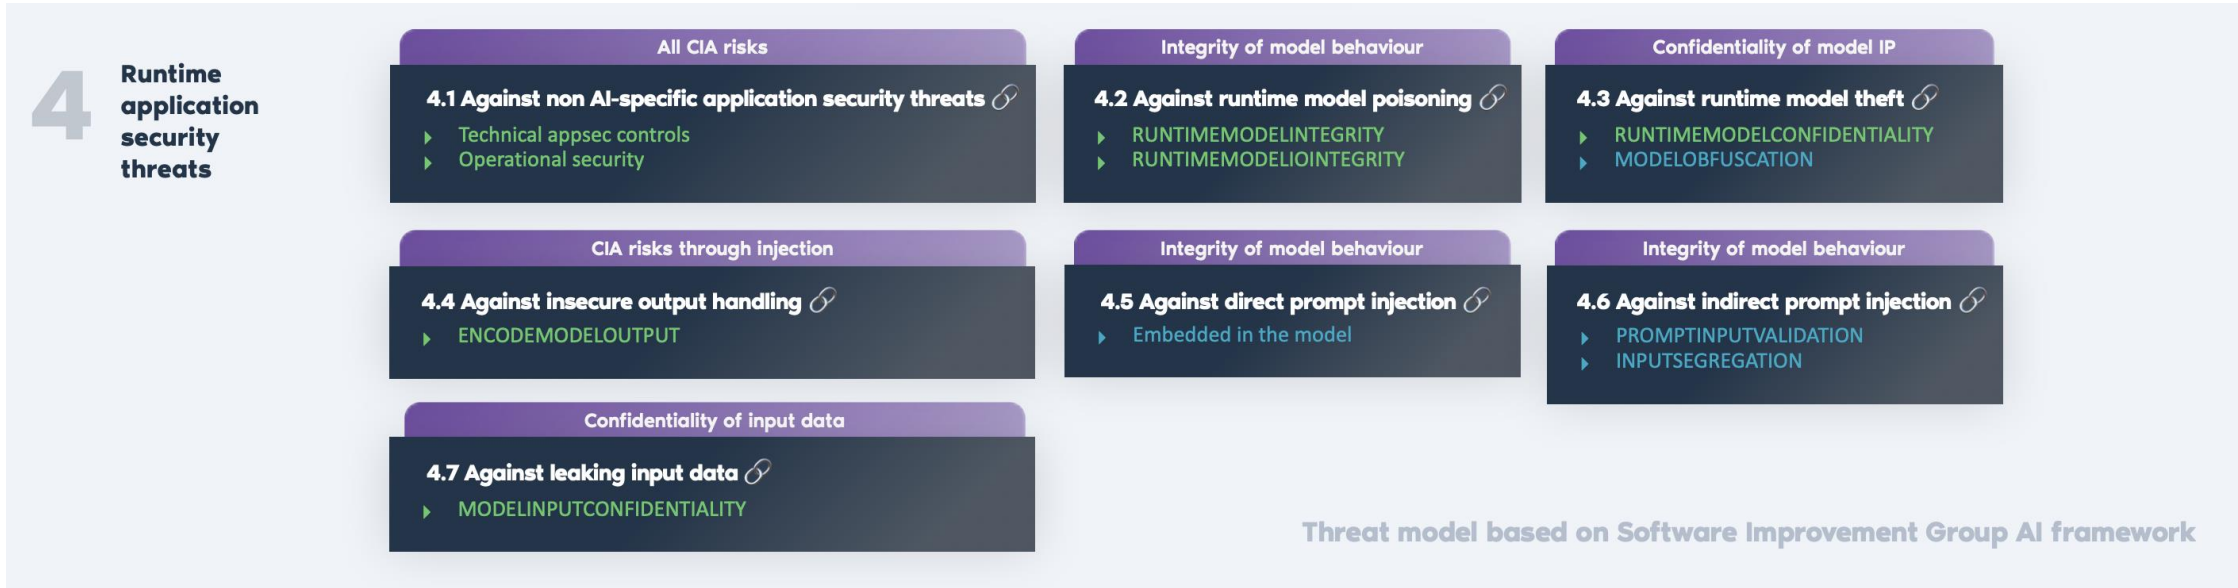 4
Runtime
application
security
threats
All CIA risks
4.1 Against non AI-specific application security threats
Technical appsec controls
Operational security
Integrity of model behaviour
4.2 Against runtime model poisoning
RUNTIMEMODELINTEGRITY
RUNTIMEMODELIOINTEGRITY
Confidentiality of model IP
4.3 Against runtime model theft
RUNTIMEMODELCONFIDENTIALITY
MODELOBFUSCATION
CIA risks through injection
4.4 Against insecure output handling
ENCODEMODELOUTPUT
Integrity of model behaviour
4.5 Against direct prompt injection
Embedded in the model
Integrity of model behaviour
4.6 Against indirect prompt injection
PROMPTINPUTVALIDATION
INPUTSEGREGATION
Confidentiality of input data
4.7 Against leaking input data
MODELINPUTCONFIDENTIALITY
Threat model based on Software Improvement Group AI framework